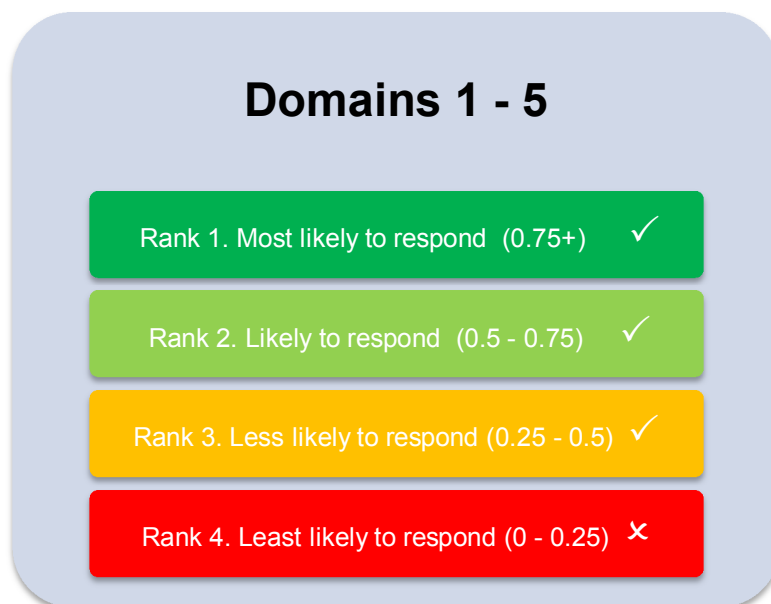 Domains 1 - 5
Rank 1. Most likely to respond (0.75+) ✓
Rank 2. Likely to respond (0.5 - 0.75) ✓
Rank 3. Less likely to respond (0.25 - 0.5) ✓
Rank 4. Least likely to respond (0 - 0.25) ✗